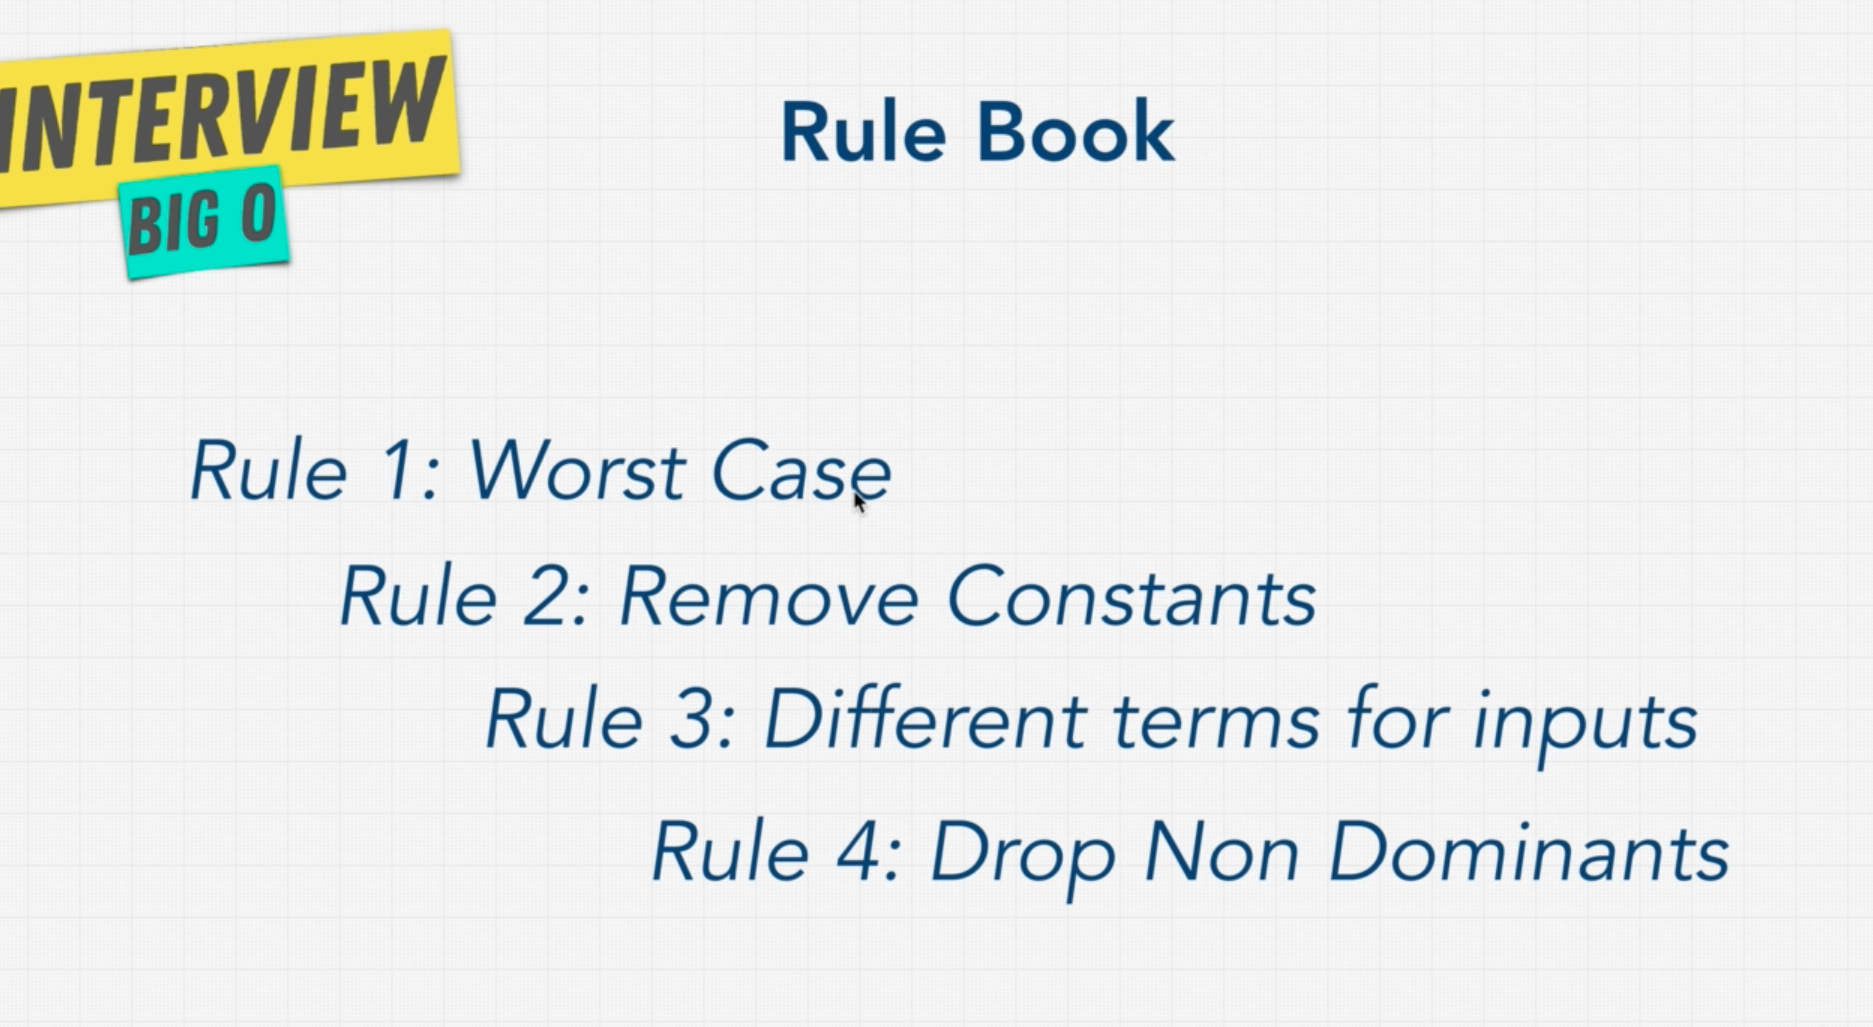 INTERVIEW
BIG O
Rule Book
Rule 1: Worst Case
Rule 2: Remove Constants
Rule 3: Different terms for inputs
Rule 4: Drop Non Dominants